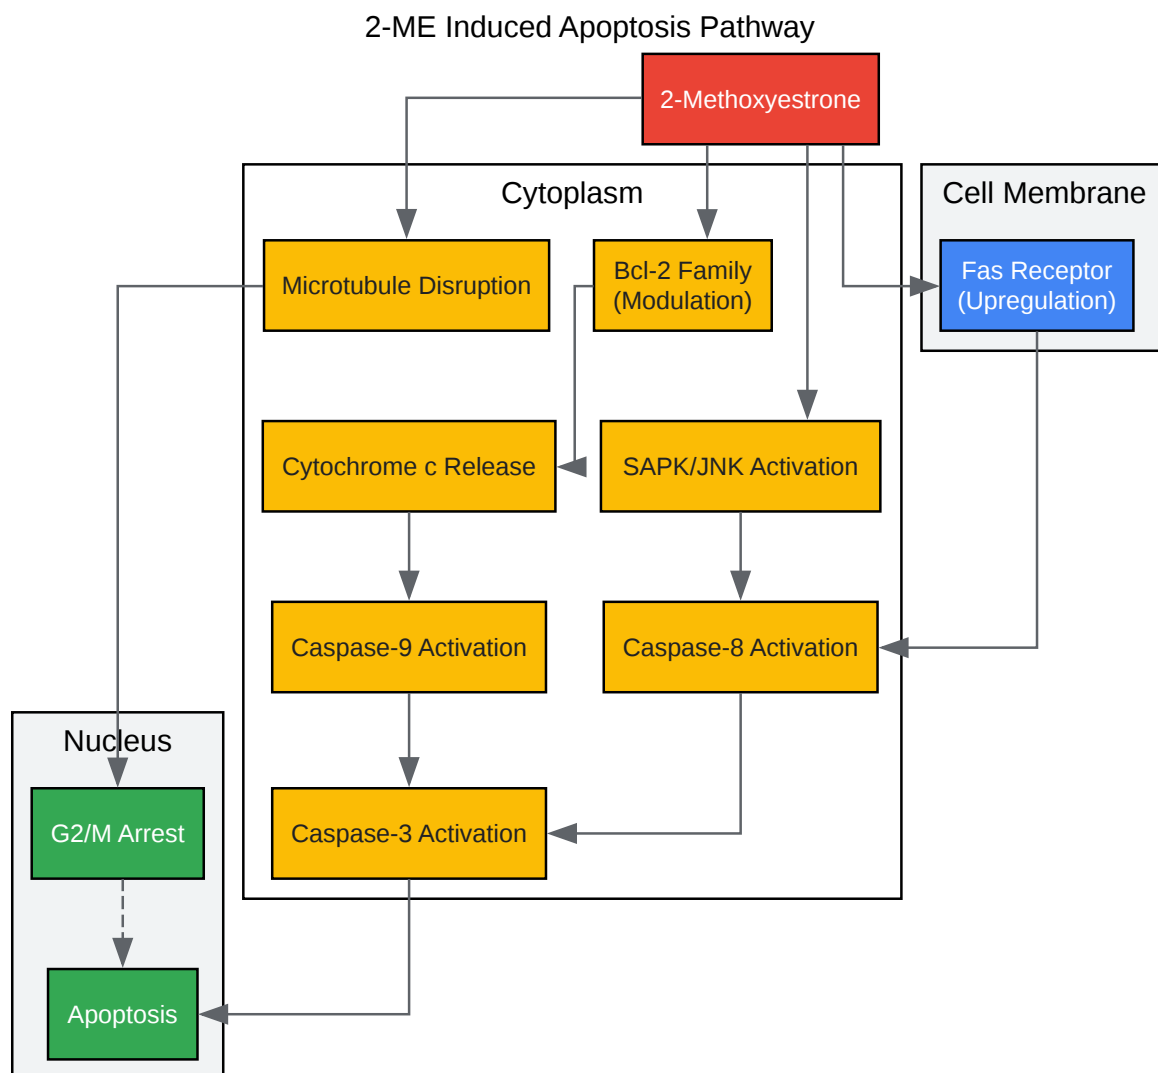 2-ME Induced Apoptosis Pathway
2-Methoxyestrone
Cytoplasm
Cell Membrane
Microtubule Disruption
Bcl-2 Family
(Modulation)
Fas Receptor
(Upregulation)
Cytochrome c Release
SAPK/JNK Activation
Caspase-9 Activation
Caspase-8 Activation
Nucleus
G2/M Arrest
Caspase-3 Activation
Apoptosis